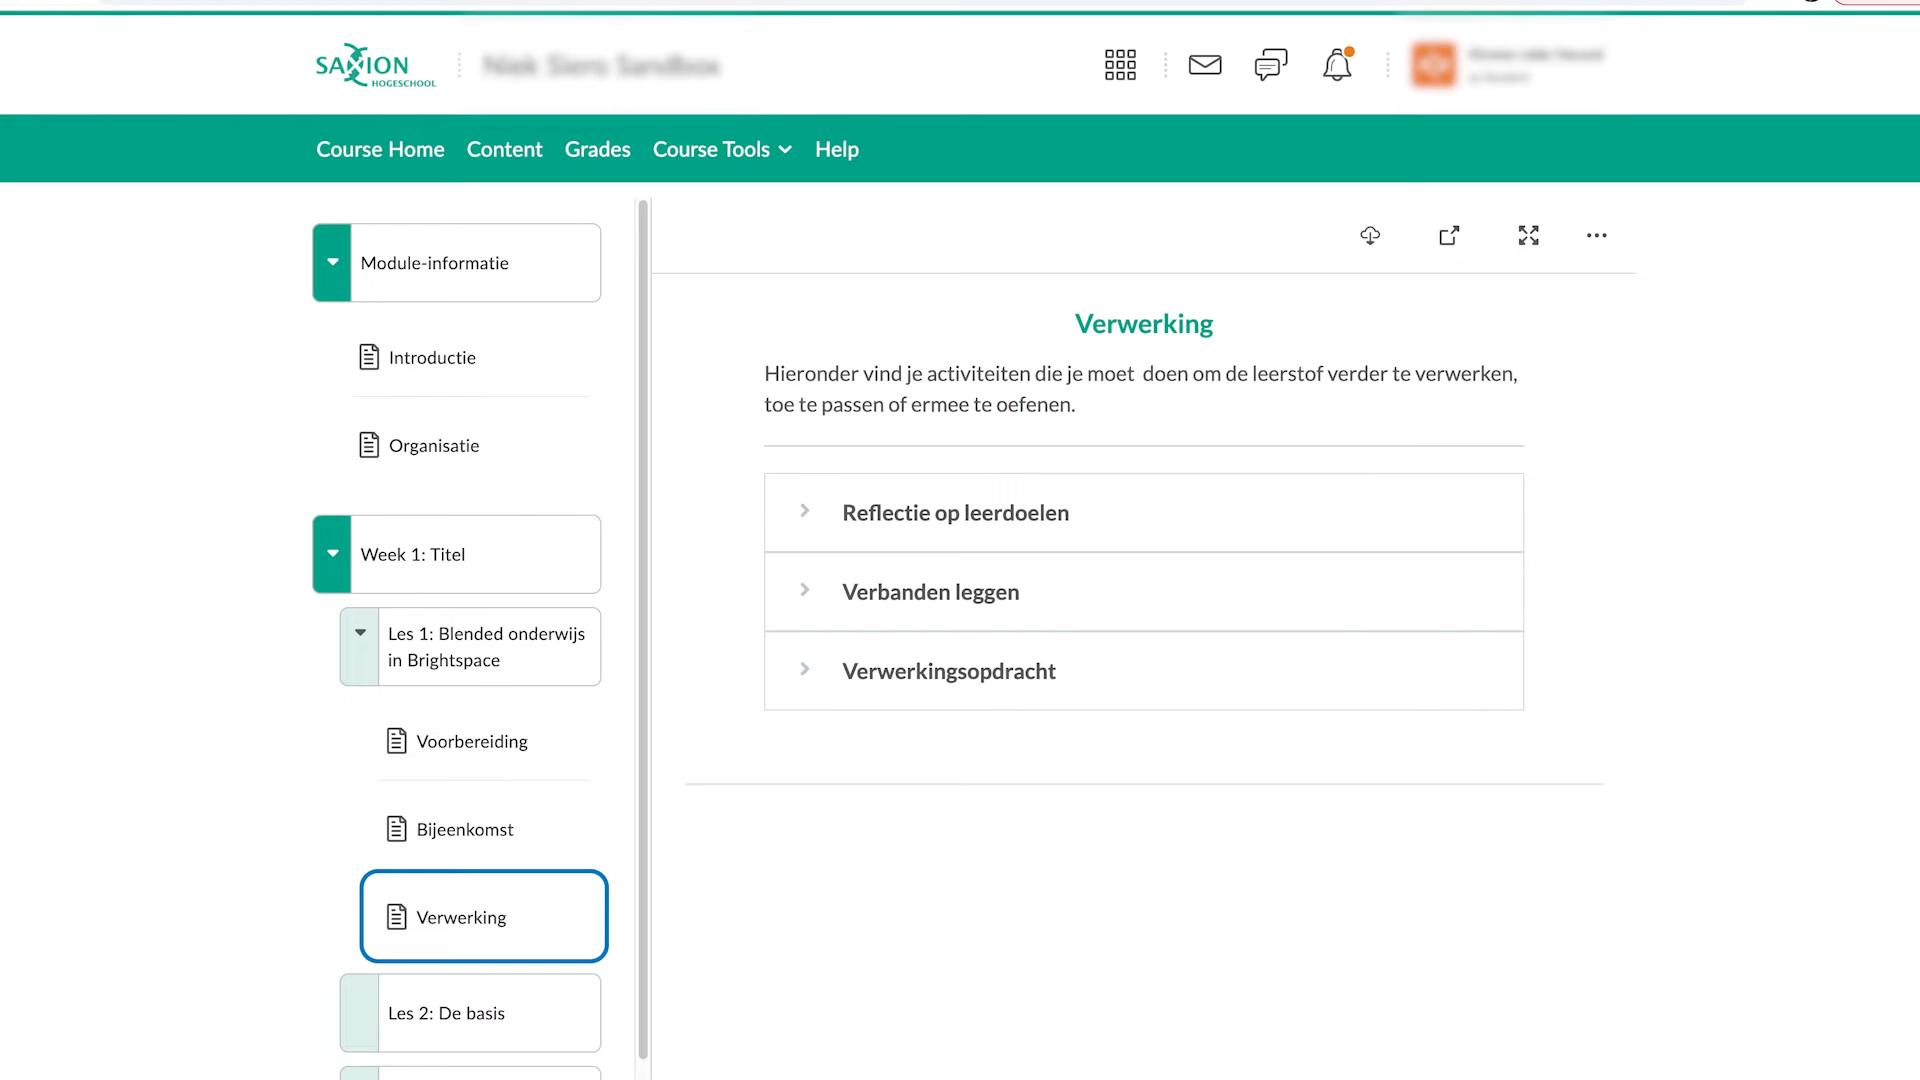 SAXION
HOGESCHOOL
Niek Siero Sandbox
Course Home Content Grades Course Tools Help
Module-informatie
Introductie
Organisatie
Week 1: Titel
Les 1: Blended onderwijs
in Brightspace
Voorbereiding
Bijeenkomst
Verwerking
Les 2: De basis
Verwerking
Hieronder vind je activiteiten die je moet doen om de leerstof verder te verwerken,
toe te passen of ermee te oefenen.
Reflectie op leerdoelen
Verbanden leggen
Verwerkingsopdracht